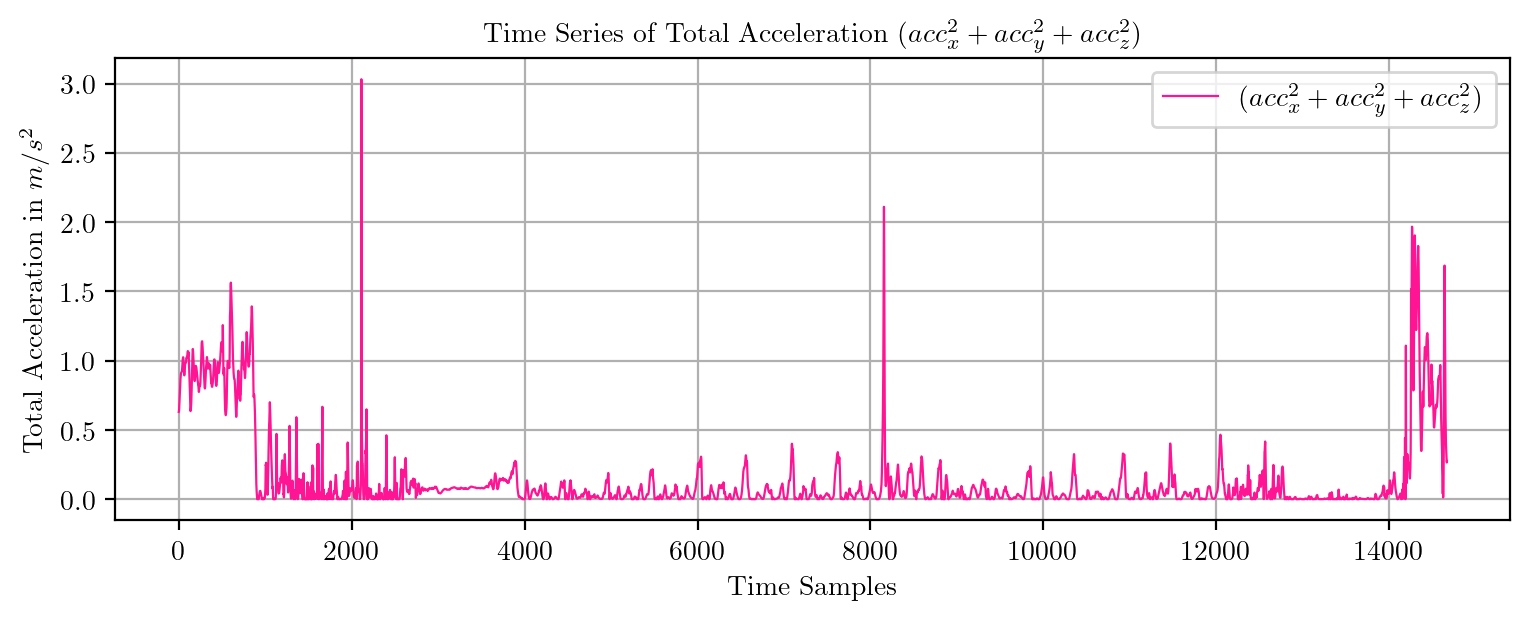 Time Series of Total Acceleration $(acc_x^2 + acc_y^2 + acc_z^2)$
$(acc_x^2 + acc_y^2 + acc_z^2)$
Total Acceleration in $m/s^2$
3.0
2.5
2.0
1.5
1.0
0.5
0.0
0 2000 4000 6000 8000 10000 12000 14000
Time Samples